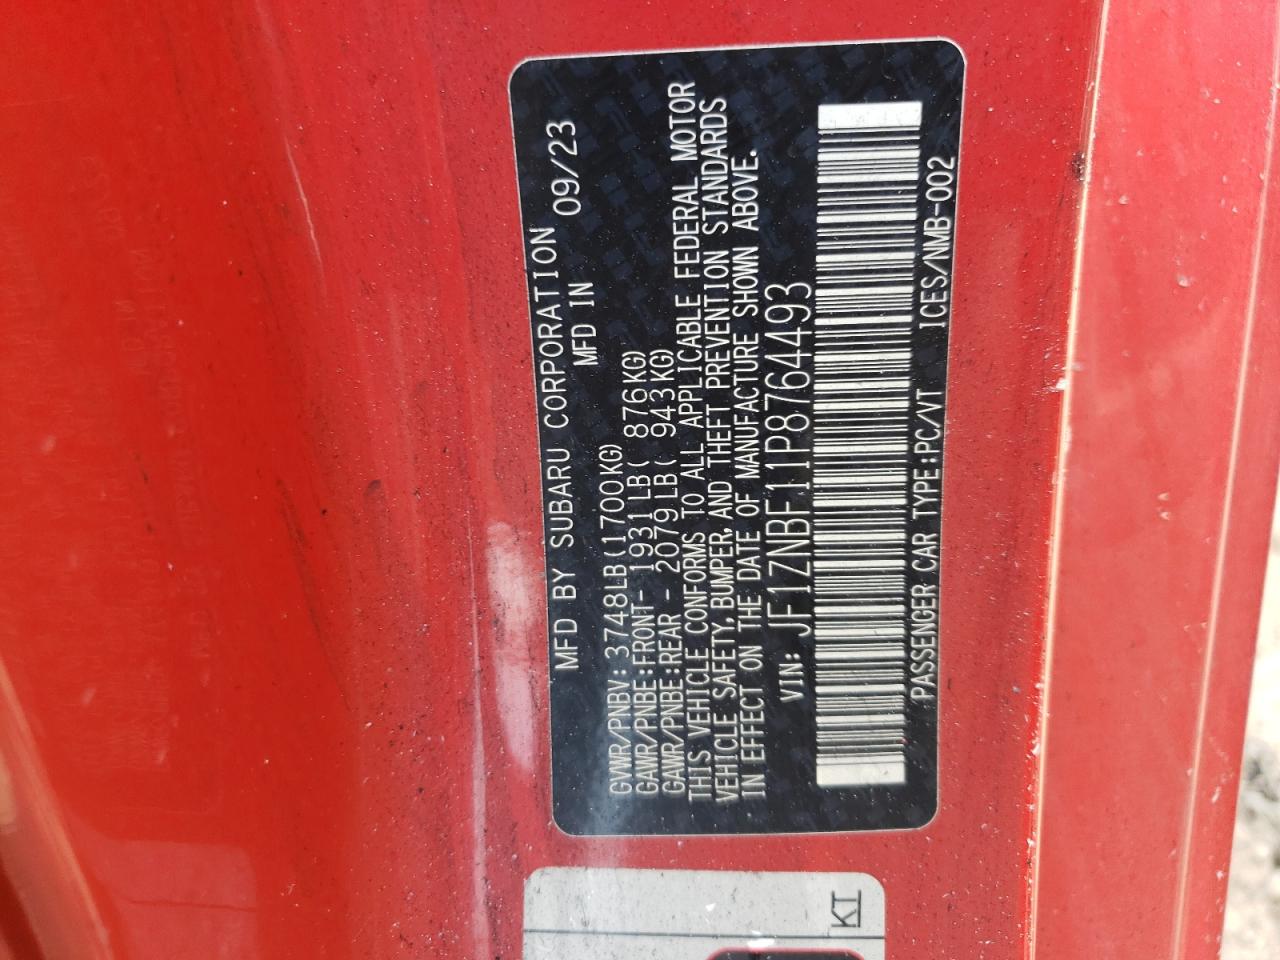 MFD BY SUBARU CORPORATION
MFD IN 09/23
GVWR/PNBV: 3748LB(1700KG)
GAWR/PNBE:FRONT- 1931LB( 876KG)
GAWR/PNBE:REAR - 2079LB( 943KG)
THIS VEHICLE CONFORMS TO ALL APPLICABLE FEDERAL MOTOR
VEHICLE SAFETY, BUMPER, AND THEFT PREVENTION STANDARDS
IN EFFECT ON THE DATE OF MANUFACTURE SHOWN ABOVE.
VIN: JF1ZNBF11P8764493
PASSENGER CAR TYPE:PC/VT ICES/NMB-002
KT